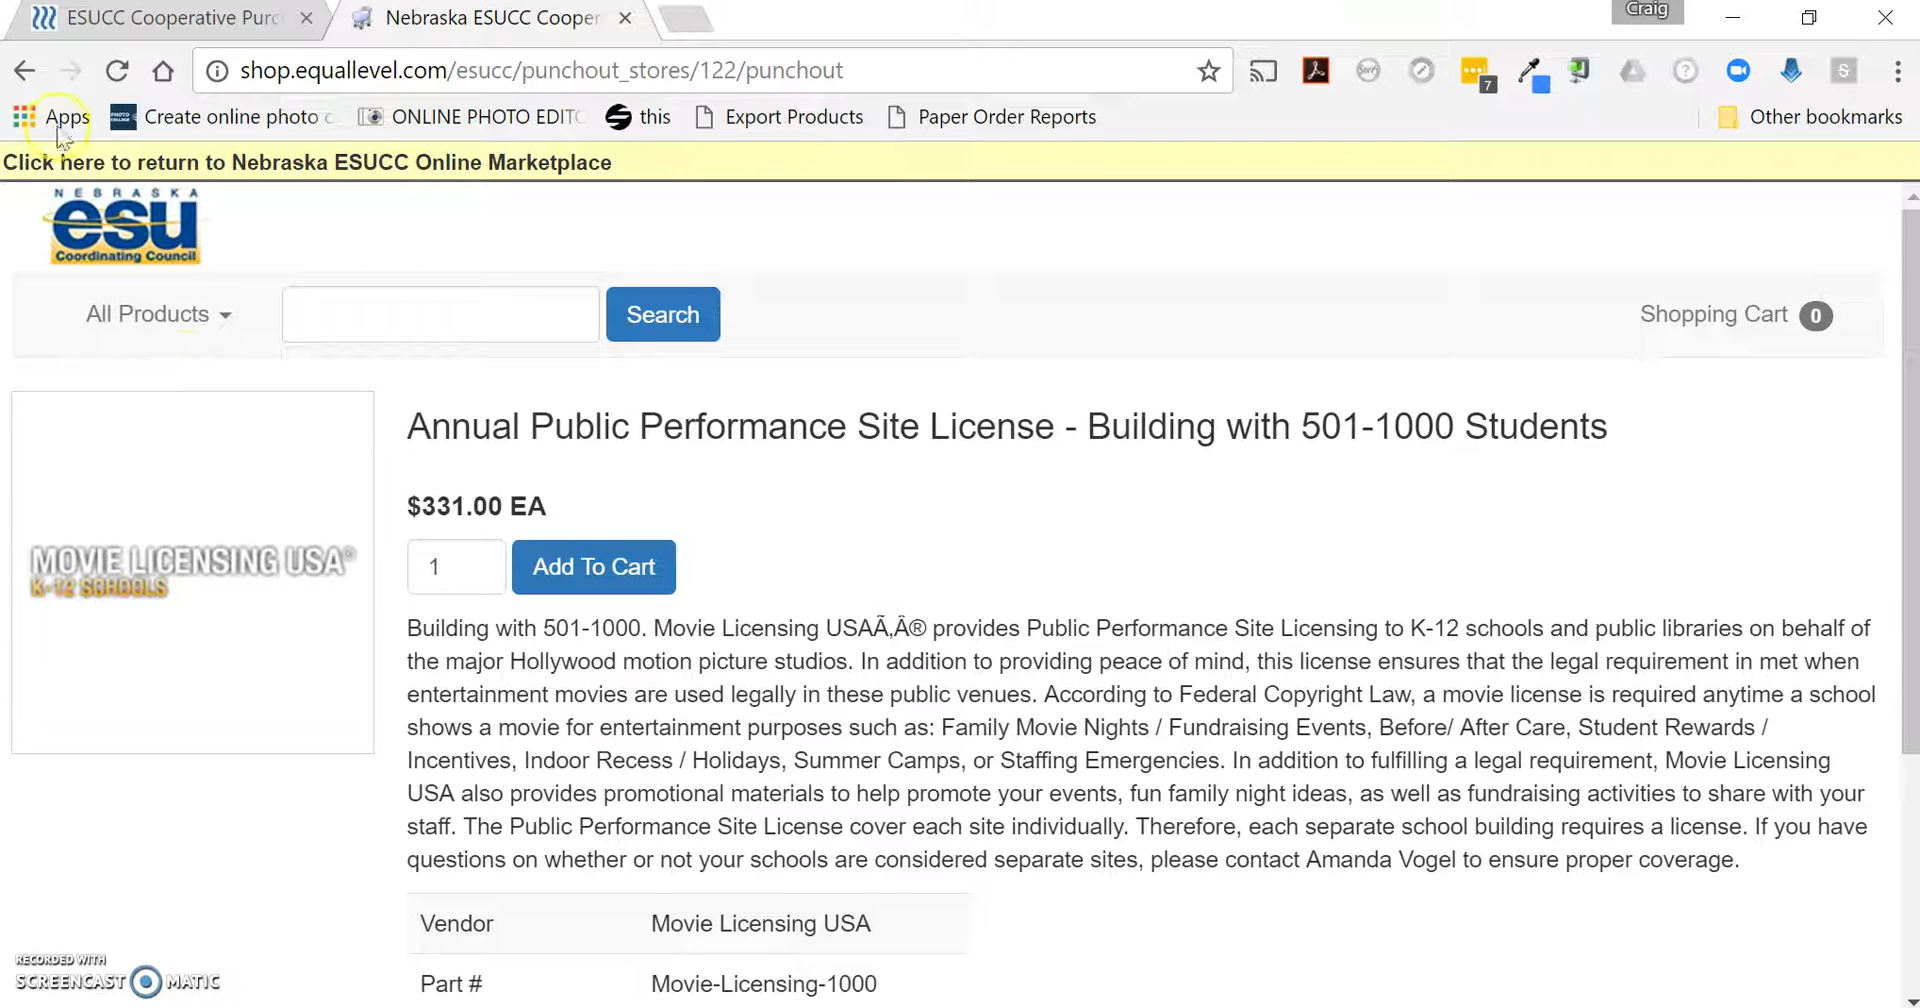 ESUCC Cooperative Purc
Nebraska ESUCC Cooper
Craig
shop.equallevel.com/esucc/punchout_stores/122/punchout
7
S
Apps
Create online photo c
ONLINE PHOTO EDITO
this
Export Products
Paper Order Reports
Other bookmarks
Click here to return to Nebraska ESUCC Online Marketplace
NEBRASKA
esu
Coordinating Council
All Products
Search
Shopping Cart 0
Annual Public Performance Site License - Building with 501-1000 Students
$331.00 EA
1
Add To Cart
MOVIE LICENSING USA®
K-12 SCHOOLS
Building with 501-1000. Movie Licensing USAÃ‚Â® provides Public Performance Site Licensing to K-12 schools and public libraries on behalf of
the major Hollywood motion picture studios. In addition to providing peace of mind, this license ensures that the legal requirement in met when
entertainment movies are used legally in these public venues. According to Federal Copyright Law, a movie license is required anytime a school
shows a movie for entertainment purposes such as: Family Movie Nights / Fundraising Events, Before/ After Care, Student Rewards /
Incentives, Indoor Recess / Holidays, Summer Camps, or Staffing Emergencies. In addition to fulfilling a legal requirement, Movie Licensing
USA also provides promotional materials to help promote your events, fun family night ideas, as well as fundraising activities to share with your
staff. The Public Performance Site License cover each site individually. Therefore, each separate school building requires a license. If you have
questions on whether or not your schools are considered separate sites, please contact Amanda Vogel to ensure proper coverage.
Vendor Movie Licensing USA
Part # Movie-Licensing-1000
RECORDED WITH
SCREENCAST MATIC